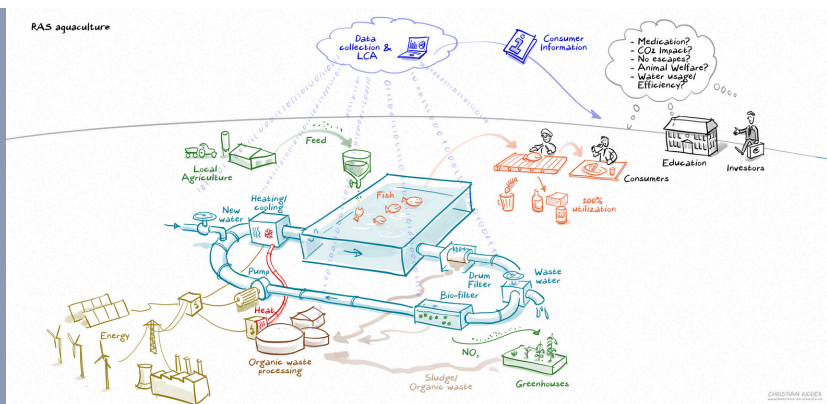 RAS aquaculture
Data
collection &
LCA
Consumer
Information
- Medication?
- CO2 Impact?
- No escapes?
- Animal Welfare?
- Water usage/
Efficiency?
Feed
Local
Agriculture
Education
Investors
Consumers
100%
utilization
Heating/
cooling
New
water
Fish
Pump
Drum
Filter
Waste
water
Bio-filter
Heat
Energy
Organic waste
processing
NO₃
Sludge/
Organic waste
Greenhouses
CHRISTIAN RIDDER